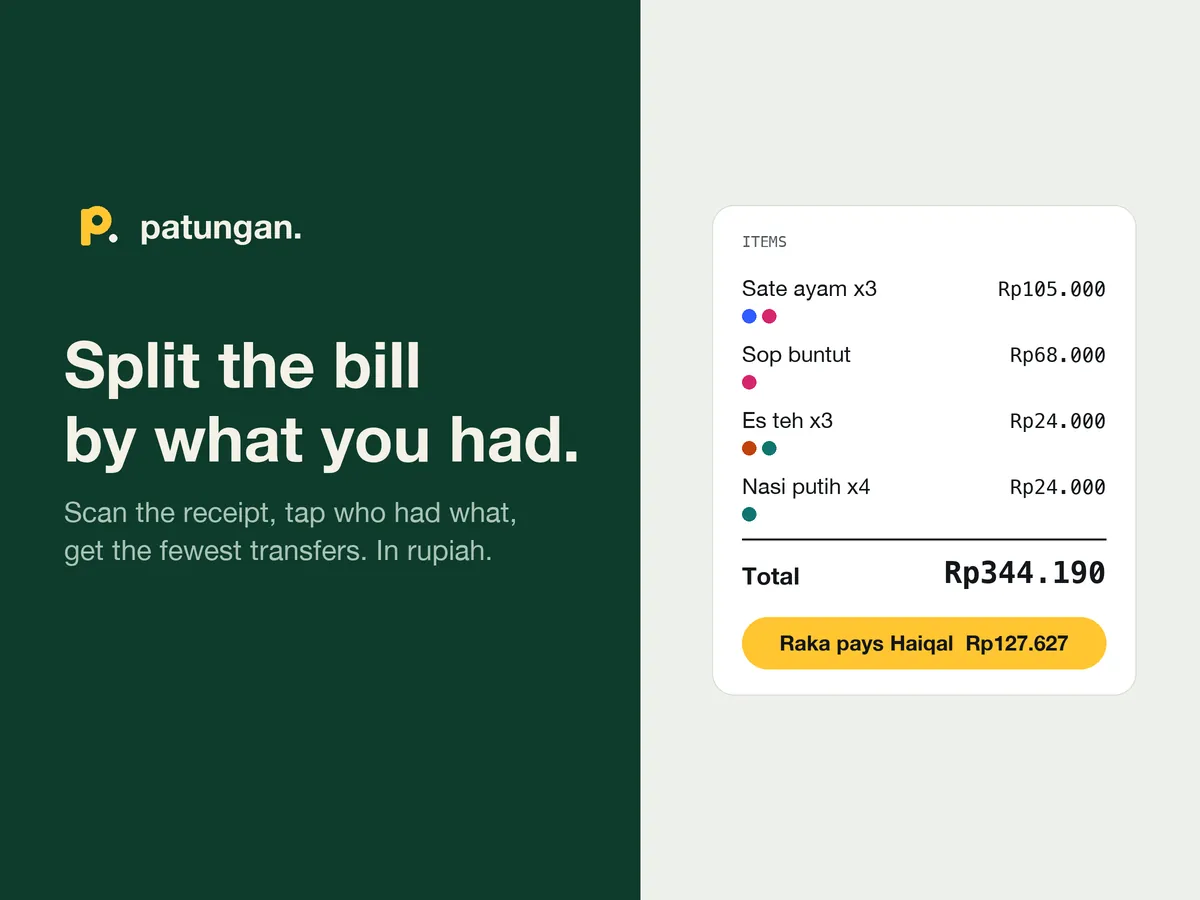 p.
patungan.
Split the bill
by what you had.
Scan the receipt, tap who had what,
get the fewest transfers. In rupiah.
ITEMS
Sate ayam x3 Rp105.000
Sop buntut Rp68.000
Es teh x3 Rp24.000
Nasi putih x4 Rp24.000
Total Rp344.190
Raka pays Haiqal Rp127.627